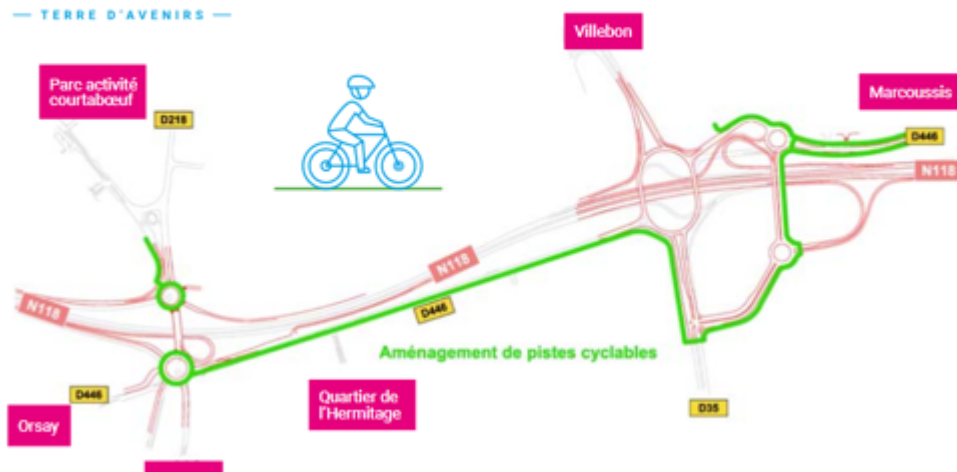 TERRE D'AVENIRS
Villebon
Parc activité
courtabœuf
Marcoussis
D218
D446
N118
N118
N118
D446
Aménagement de pistes cyclables
D446
Quartier de
l'Hermitage
D35
Orsay